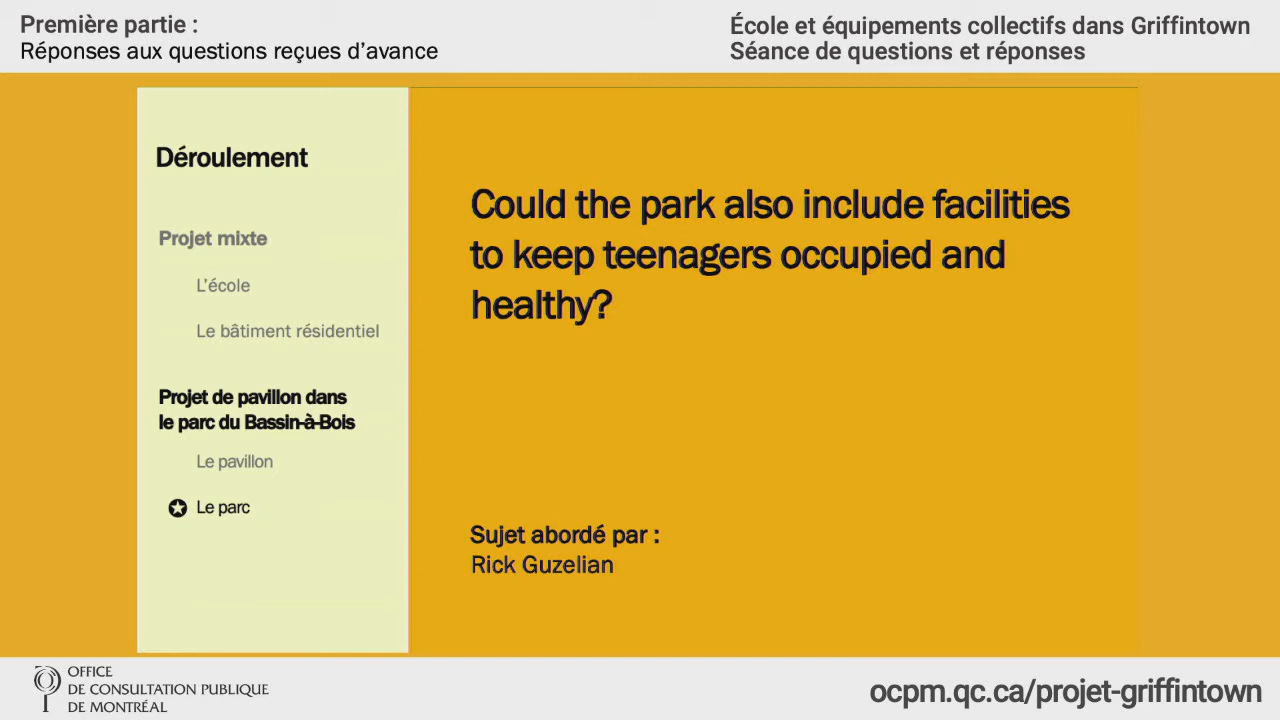 Première partie :
Réponses aux questions reçues d’avance
École et équipements collectifs dans Griffintown
Séance de questions et réponses
Déroulement
Projet mixte
L’école
Le bâtiment résidentiel
Projet de pavillon dans
le parc du Bassin-à-Bois
Le pavillon
Le parc
Could the park also include facilities
to keep teenagers occupied and
healthy?
Sujet abordé par :
Rick Guzelian
OFFICE
DE CONSULTATION PUBLIQUE
DE MONTRÉAL
ocpm.qc.ca/projet-griffintown